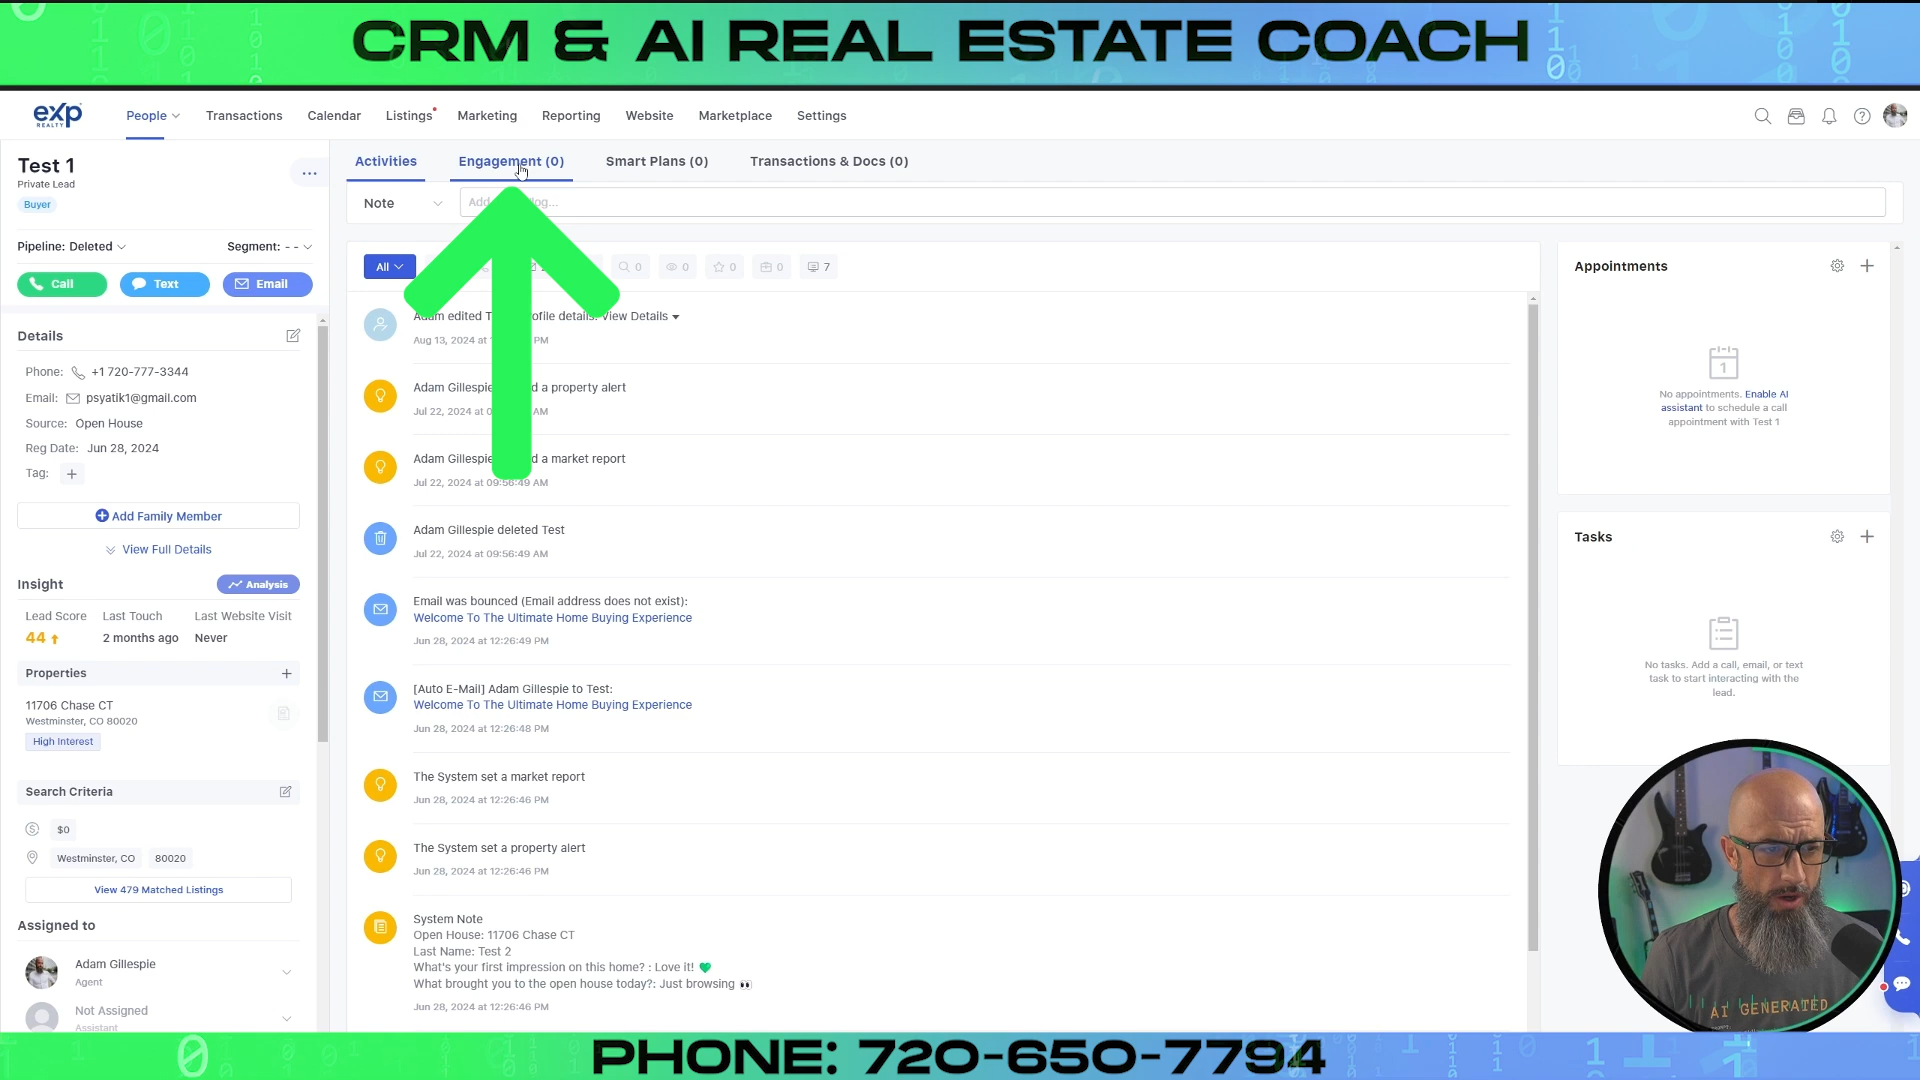 CRM & AI REAL ESTATE COACH
exp
REALTY
People
Transactions
Calendar
Listings
Marketing
Reporting
Website
Marketplace
Settings
Test 1
Private Lead
Buyer
Pipeline: Deleted
Segment: - -
Call
Text
Email
Details
Phone: +1 720-777-3344
Email: psyatik1@gmail.com
Source: Open House
Reg Date: Jun 28, 2024
Tag:
Add Family Member
View Full Details
Insight
Analysis
Lead Score
Last Touch
Last Website Visit
44
2 months ago
Never
Properties
11706 Chase CT
Westminster, CO 80020
High Interest
Search Criteria
$0
Westminster, CO
80020
View 479 Matched Listings
Assigned to
Adam Gillespie
Agent
Not Assigned
Assistant
Activities
Engagement (0)
Smart Plans (0)
Transactions & Docs (0)
Note
All
0
0
0
0
7
Adam edited View Details
Aug 13, 2024 at PM
Adam Gillespie a property alert
Jul 22, 2024 at AM
Adam Gillespie a market report
Jul 22, 2024 at 09:56:49 AM
Adam Gillespie deleted Test
Jul 22, 2024 at 09:56:49 AM
Email was bounced (Email address does not exist):
Welcome To The Ultimate Home Buying Experience
Jun 28, 2024 at 12:26:49 PM
[Auto E-Mail] Adam Gillespie to Test:
Welcome To The Ultimate Home Buying Experience
Jun 28, 2024 at 12:26:48 PM
The System set a market report
Jun 28, 2024 at 12:26:46 PM
The System set a property alert
Jun 28, 2024 at 12:26:46 PM
System Note
Open House: 11706 Chase CT
Last Name: Test 2
What's your first impression on this home? : Love it! 💚
What brought you to the open house today?: Just browsing 👀
Jun 28, 2024 at 12:26:46 PM
Appointments
1
No appointments. Enable AI
assistant to schedule a call
appointment with Test 1
Tasks
No tasks. Add a call, email, or text
task to start interacting with the
lead.
AI GENERATED
PHONE: 720-650-7794